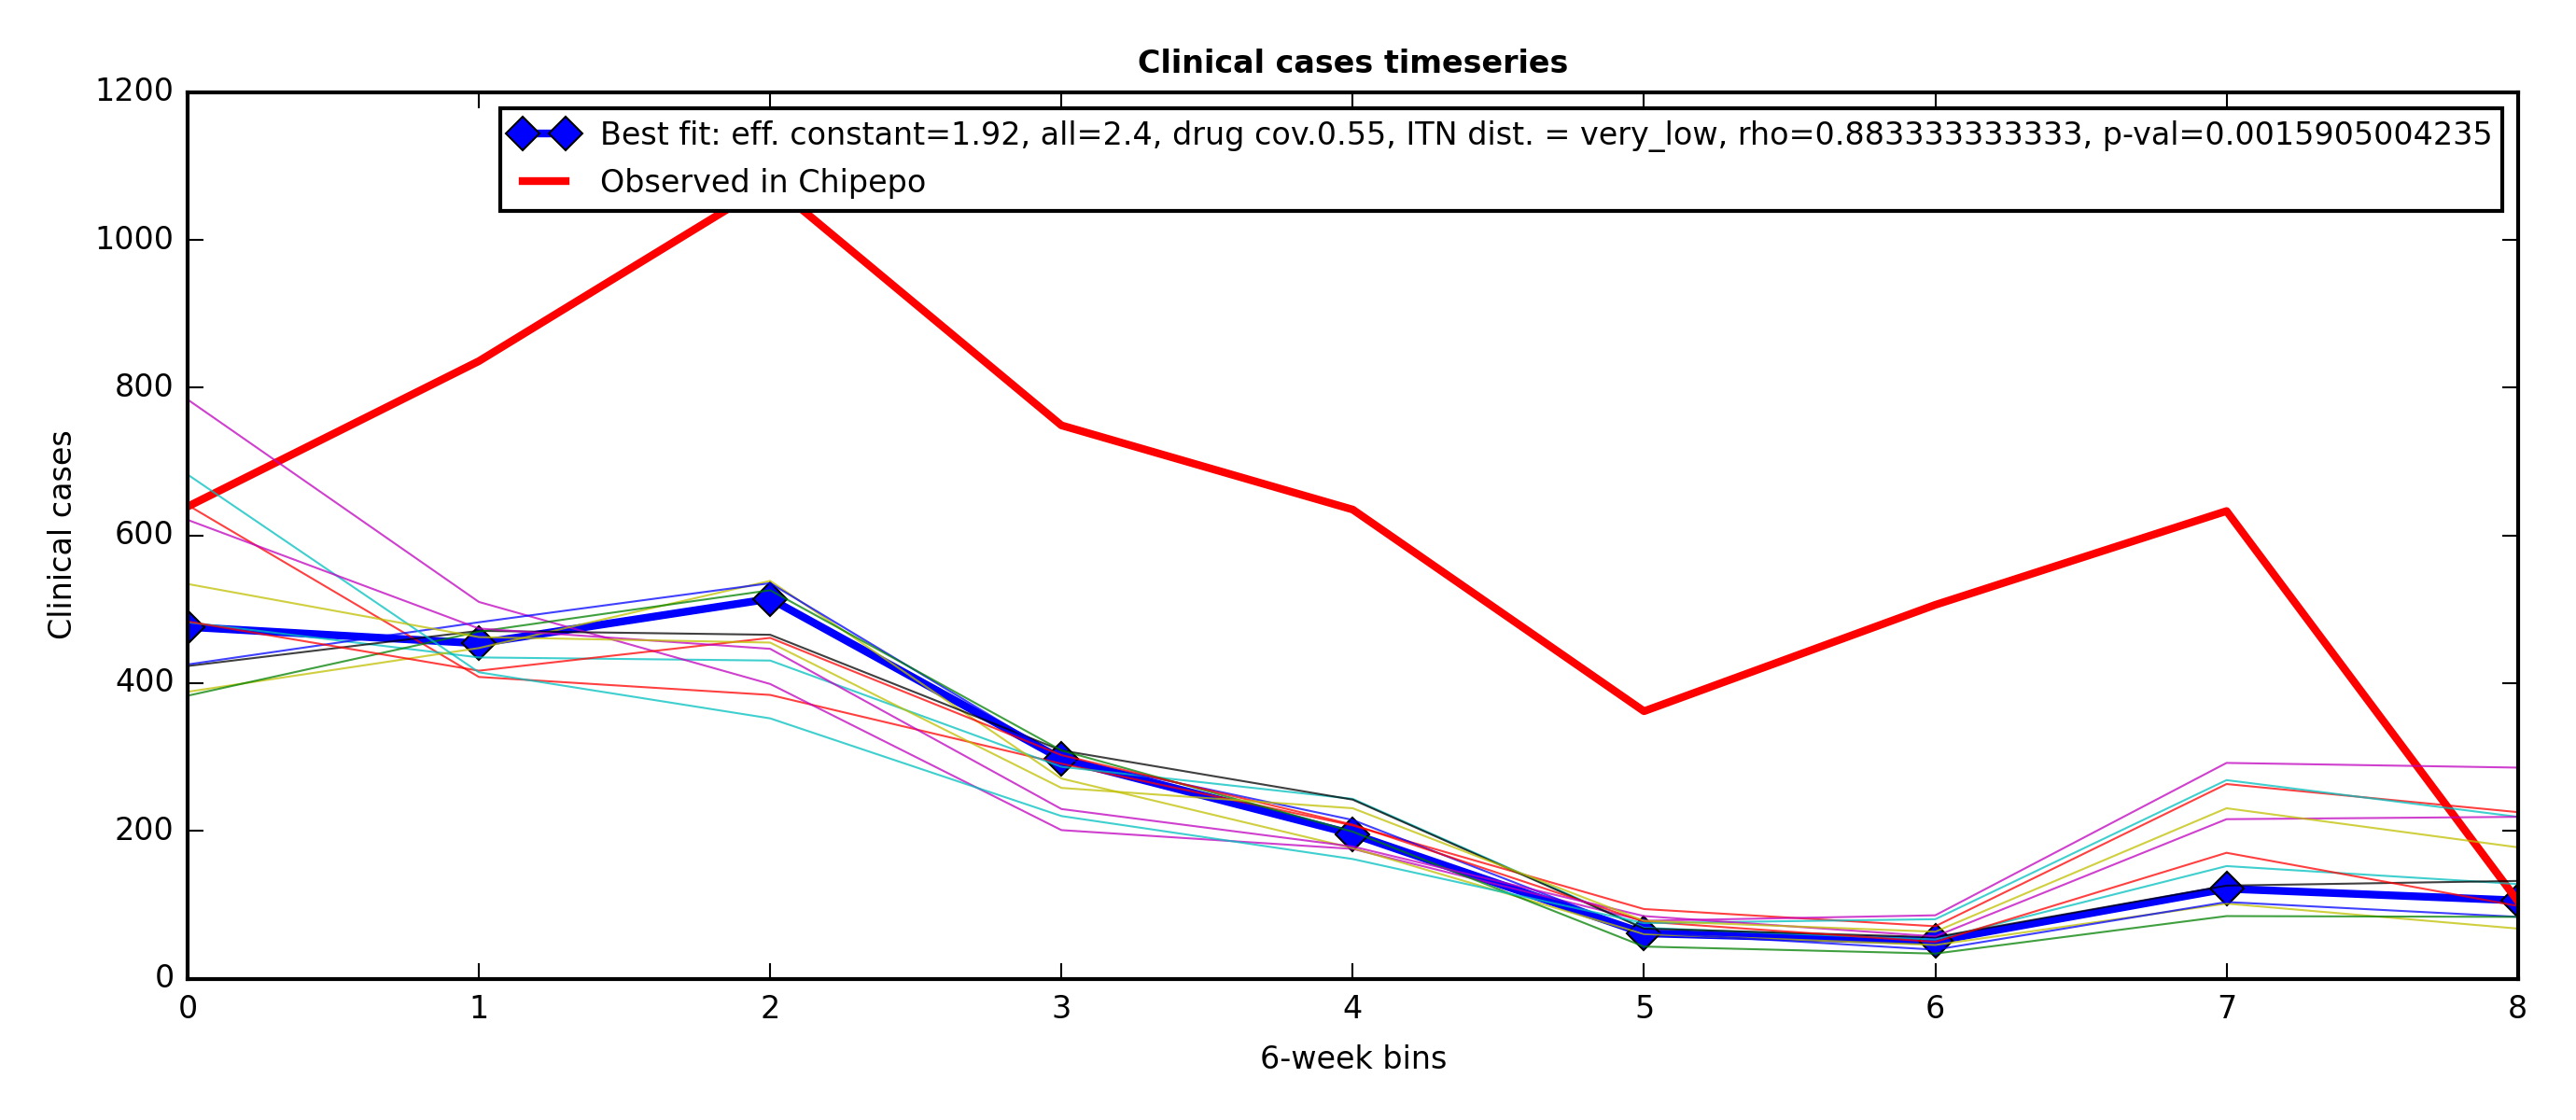 Clinical cases timeseries
1200
1000
800
600
400
200
0
Clinical cases
Best fit: eff. constant=1.92, all=2.4, drug cov.0.55, ITN dist. = very_low, rho=0.883333333333, p-val=0.0015905004235
Observed in Chipepo
0 1 2 3 4 5 6 7 8
6-week bins